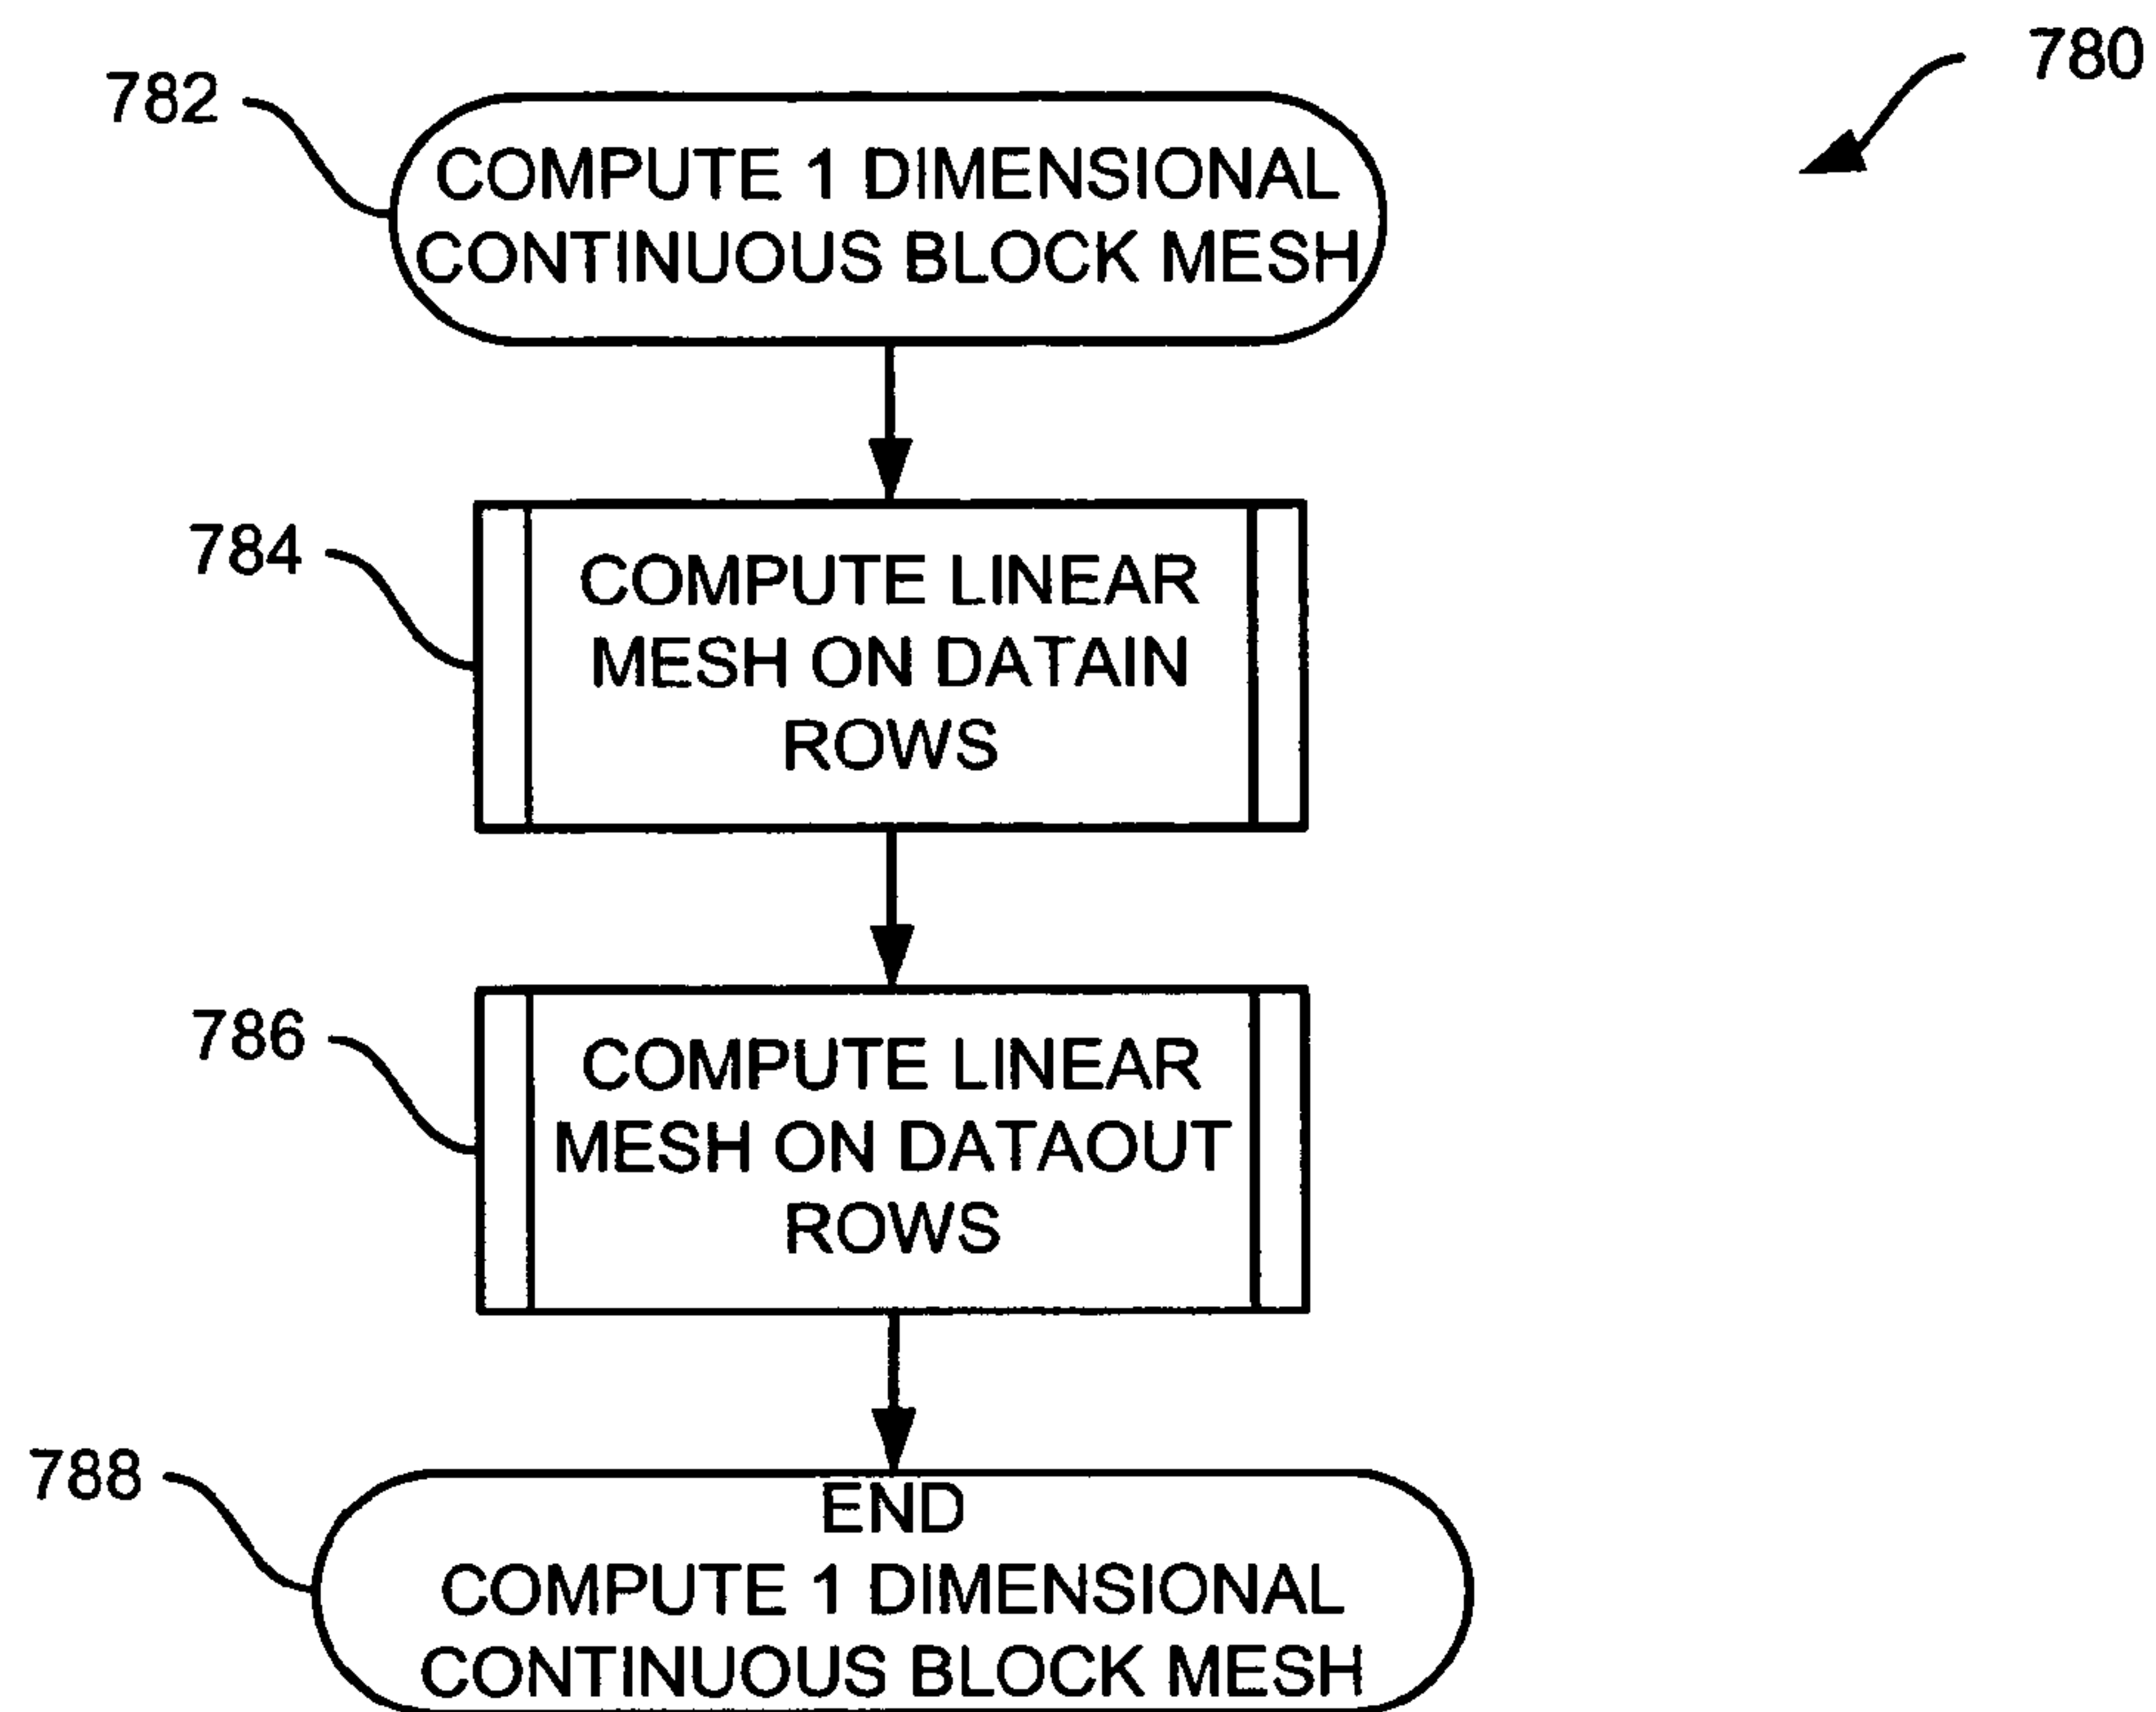 780
782
COMPUTE 1 DIMENSIONAL
CONTINUOUS BLOCK MESH
784
COMPUTE LINEAR
MESH ON DATAIN
ROWS
786
COMPUTE LINEAR
MESH ON DATAOUT
ROWS
788
END
COMPUTE 1 DIMENSIONAL
CONTINUOUS BLOCK MESH